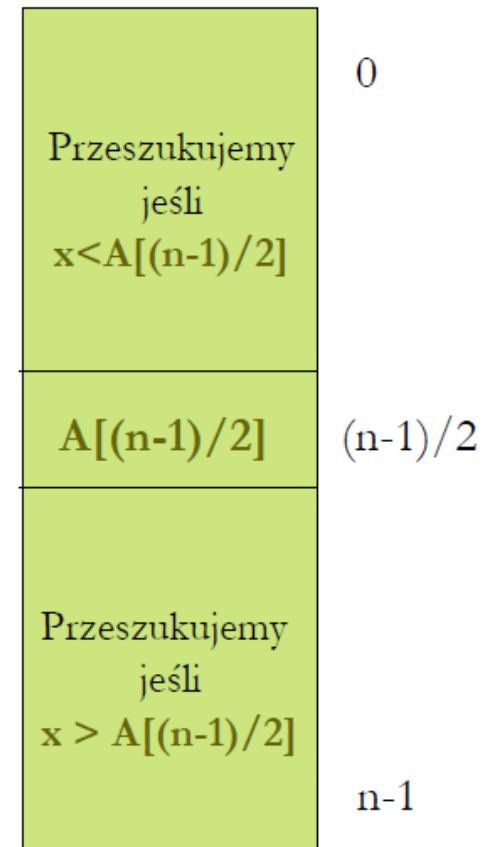 0
Przeszukujemy
jeśli
x<A[(n-1)/2]
A[(n-1)/2]
(n-1)/2
Przeszukujemy
jeśli
x > A[(n-1)/2]
n-1